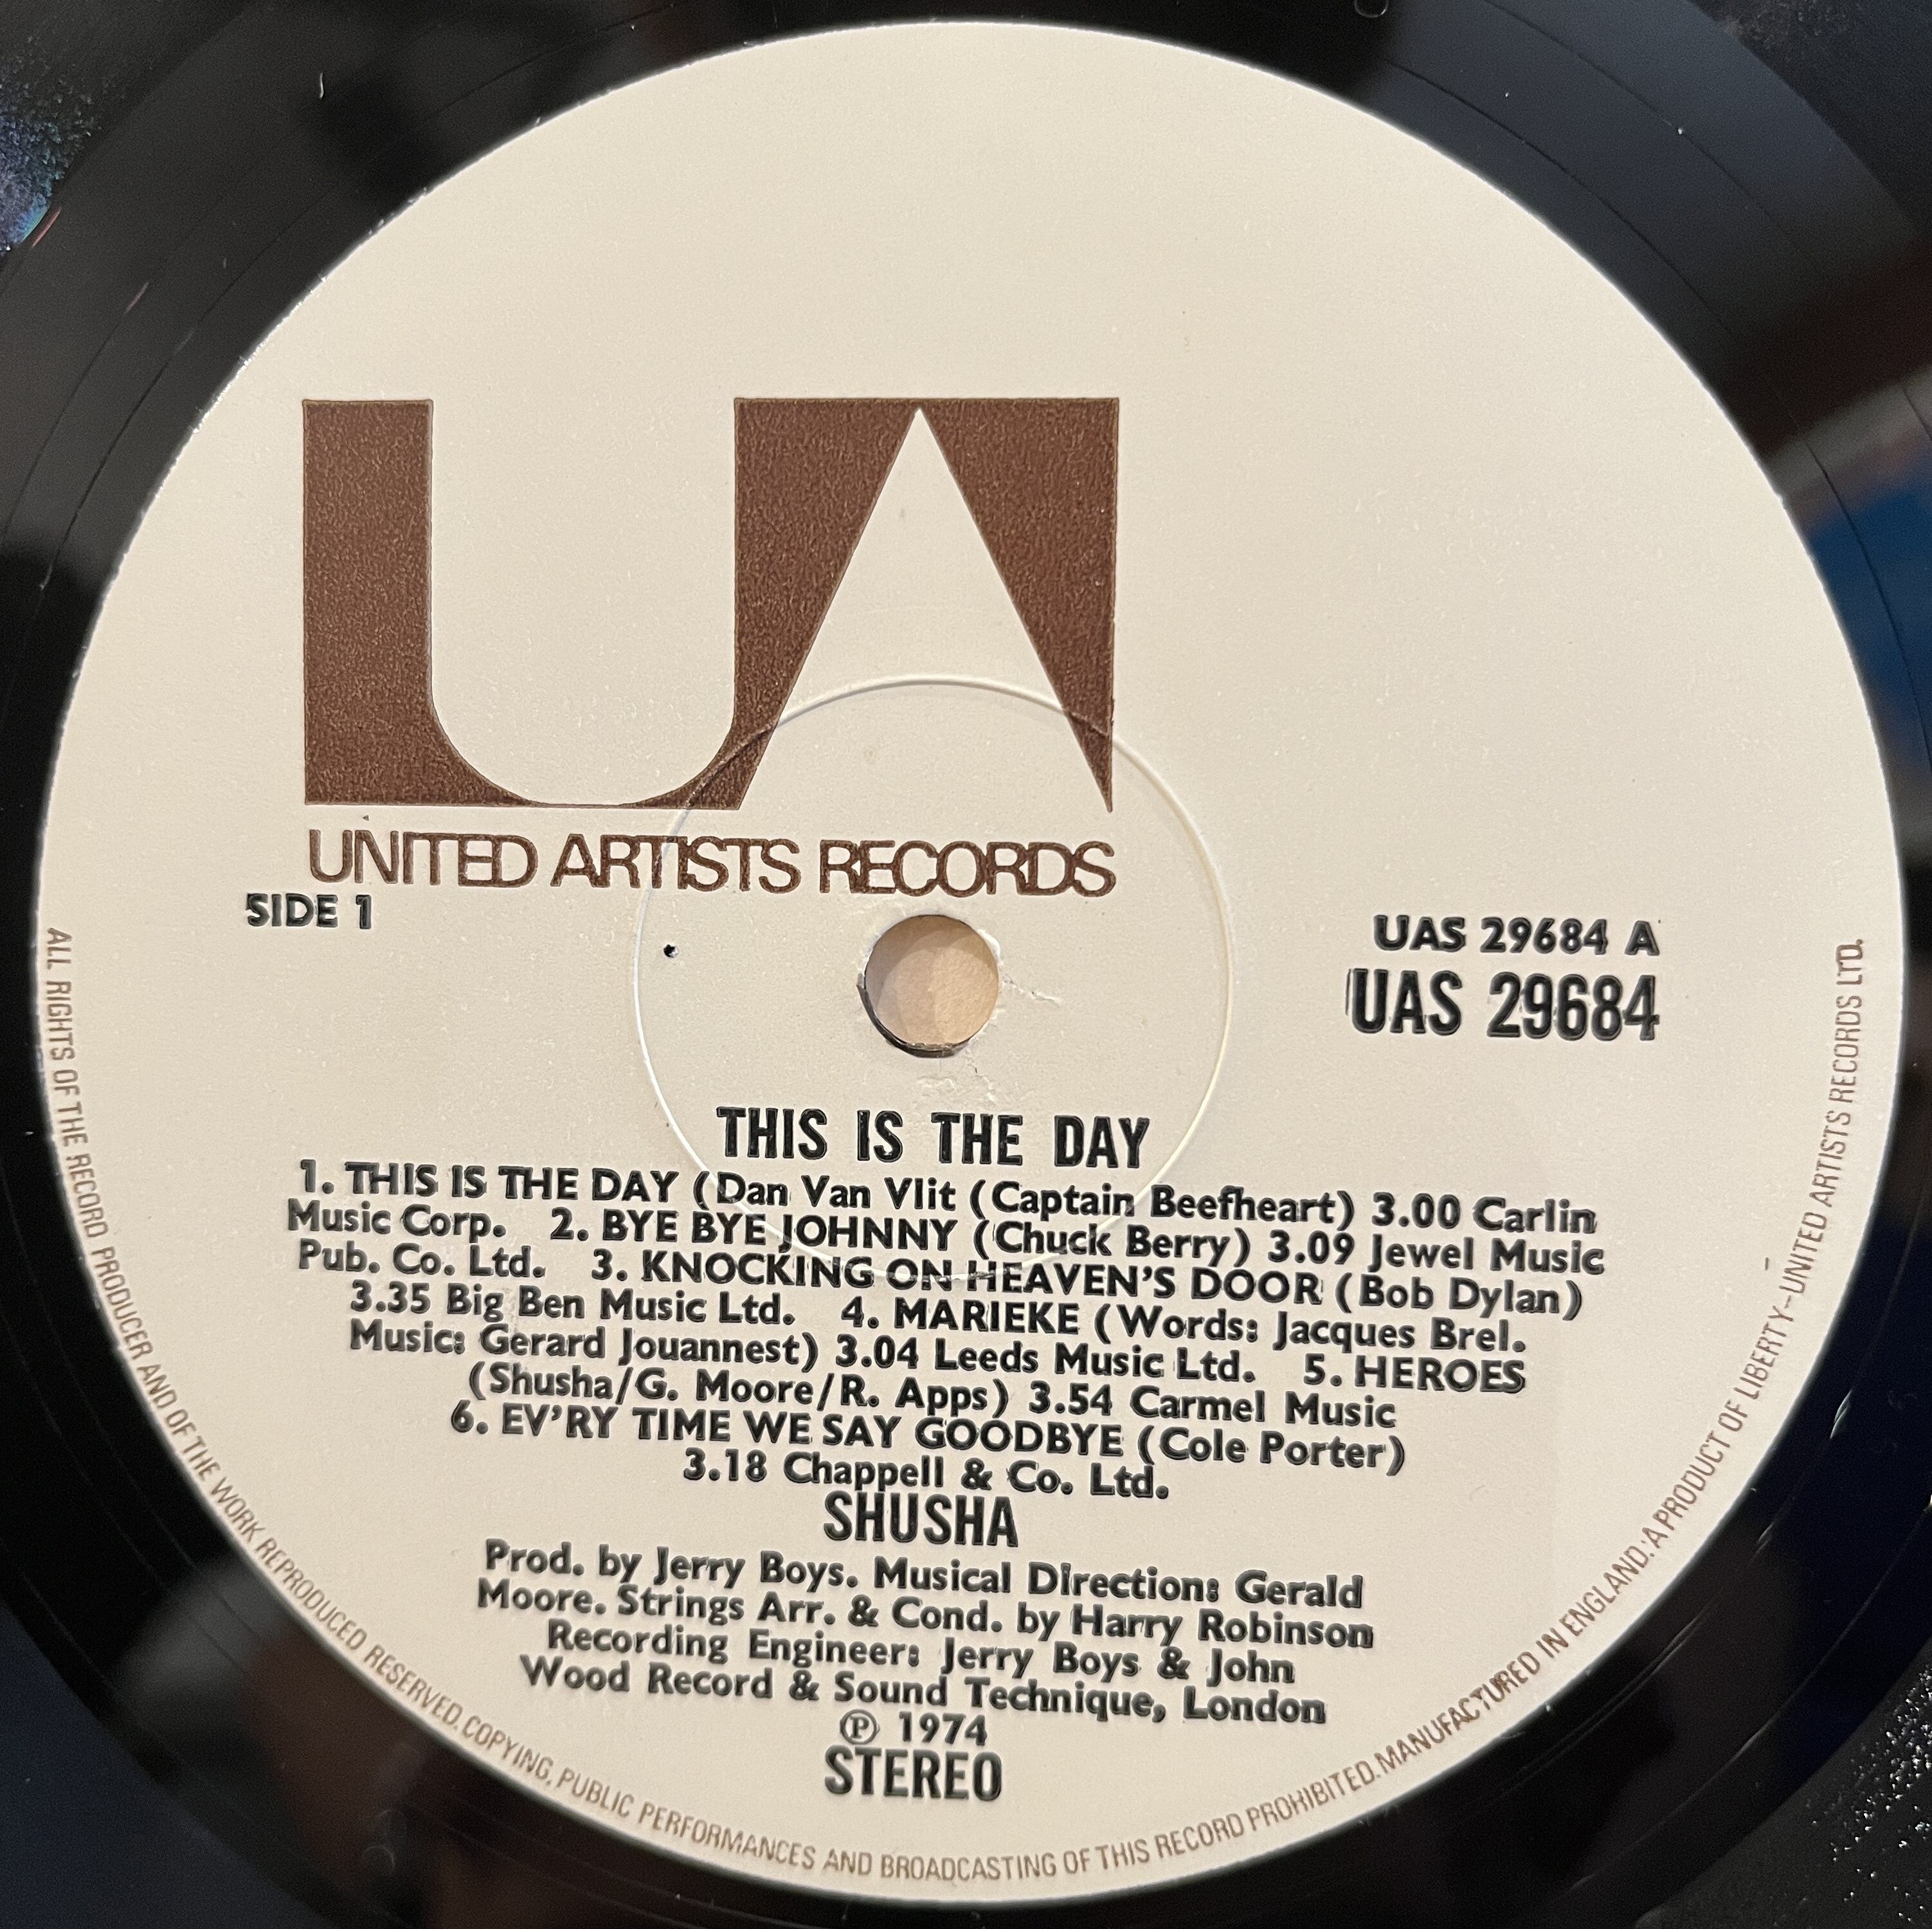 UA
UNITED ARTISTS RECORDS
SIDE 1
UAS 29684 A
UAS 29684
THIS IS THE DAY
1. THIS IS THE DAY (Dan Van Vlit (Captain Beefheart) 3.00 Carlin
Music Corp. 2. BYE BYE JOHNNY (Chuck Berry) 3.09 Jewel Music
Pub. Co. Ltd. 3. KNOCKING ON HEAVEN'S DOOR (Bob Dylan)
3.35 Big Ben Music Ltd. 4. MARIEKE (Words: Jacques Brel.
Music: Gerard Jouannest) 3.04 Leeds Music Ltd. 5. HEROES
(Shusha/G. Moore/R. Apps) 3.54 Carmel Music
6. EV'RY TIME WE SAY GOODBYE (Cole Porter)
3.18 Chappell & Co. Ltd.
SHUSHA
Prod. by Jerry Boys. Musical Direction: Gerald
Moore. Strings Arr. & Cond. by Harry Robinson
Recording Engineer: Jerry Boys & John
Wood Record & Sound Technique, London
℗ 1974
STEREO
ALL RIGHTS OF THE RECORD PRODUCER AND OF THE WORK REPRODUCED RESERVED. COPYING, PUBLIC PERFORMANCES AND BROADCASTING OF THIS RECORD PROHIBITED. MANUFACTURED IN ENGLAND. A PRODUCT OF LIBERTY-UNITED ARTISTS RECORDS LTD.